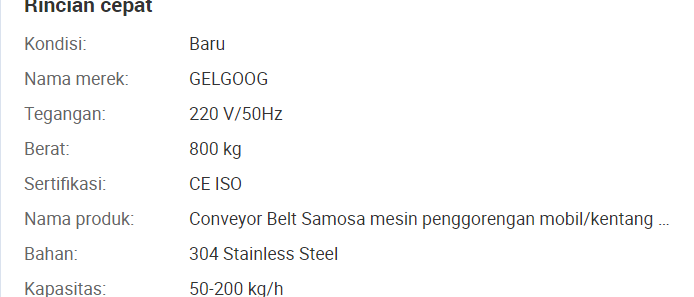 Rincian cepat
Kondisi: Baru
Nama merek: GELGOOG
Tegangan: 220 V/50Hz
Berat: 800 kg
Sertifikasi: CE ISO
Nama produk: Conveyor Belt Samosa mesin penggorengan mobil/kentang ...
Bahan: 304 Stainless Steel
Kapasitas: 50-200 kg/h